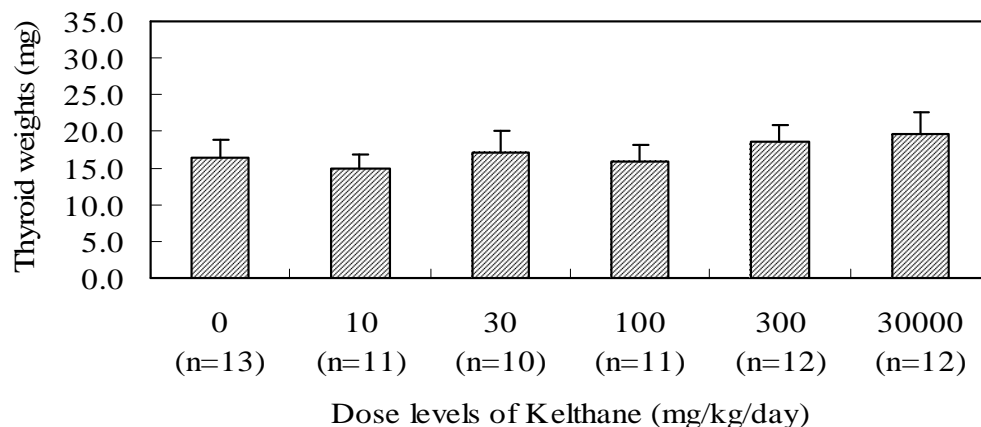 Thyroid weights (mg)
35.0
30.0
25.0
20.0
15.0
10.0
5.0
0.0
0 10 30 100 300 30000
(n=13) (n=11) (n=10) (n=11) (n=12) (n=12)
Dose levels of Kelthane (mg/kg/day)